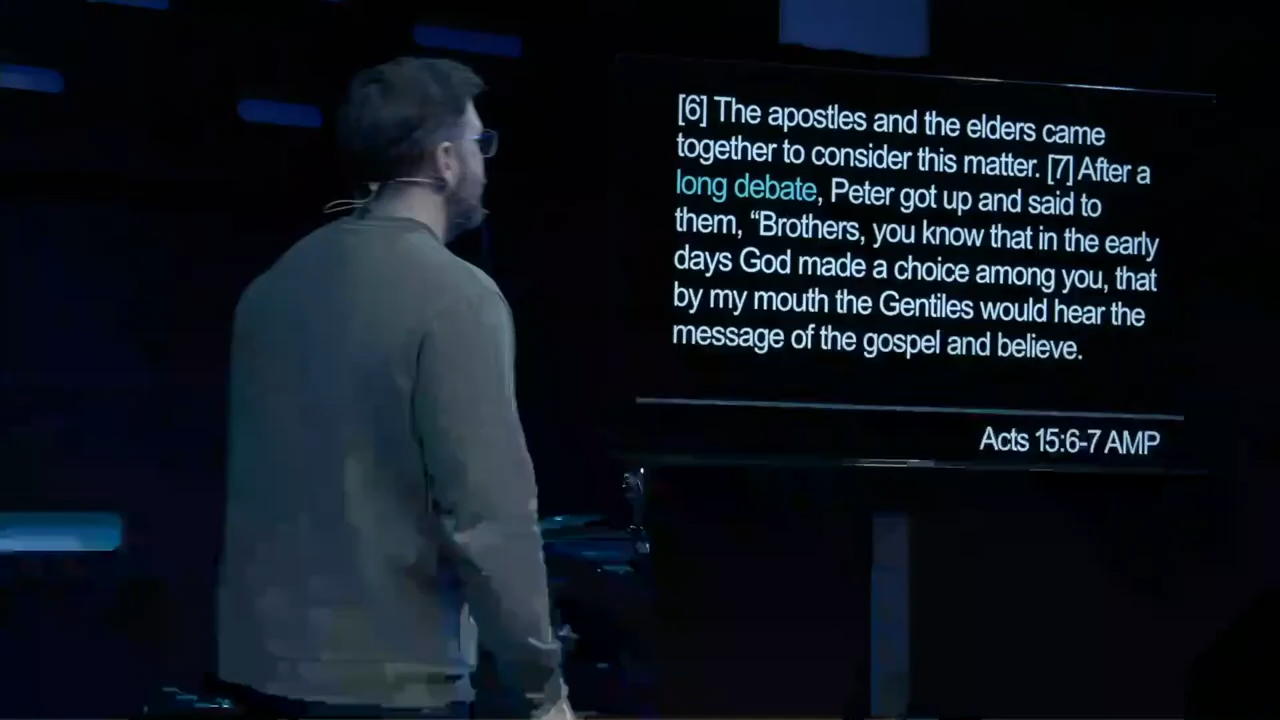 [6] The apostles and the elders came
together to consider this matter. [7] After a
long debate, Peter got up and said to
them, “Brothers, you know that in the early
days God made a choice among you, that
by my mouth the Gentiles would hear the
message of the gospel and believe.
Acts 15:6-7 AMP